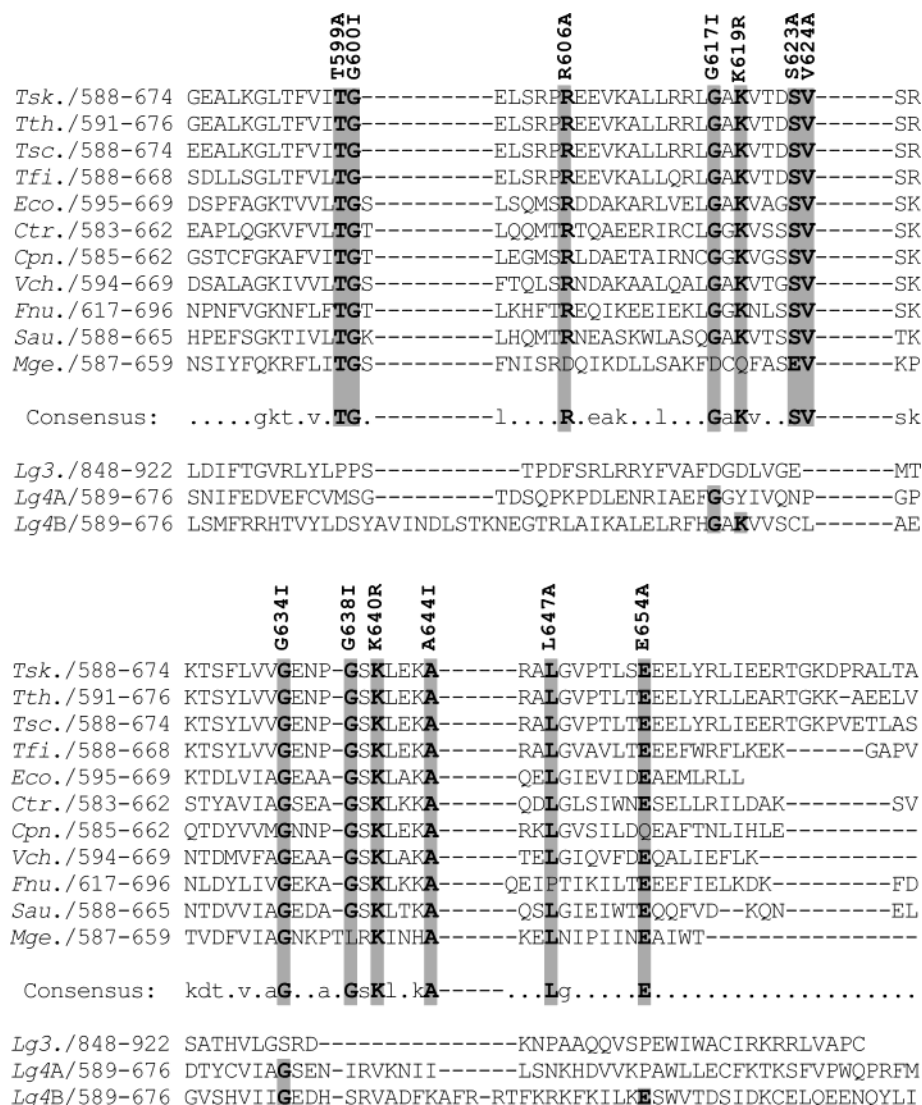 T599A G600I R606A G617I K619R S623A V624A
Tsk./588-674 GEALKGLTFVITG----------ELSRPREEVKALLRRLGAKVTDSV------SR
Tth./591-676 GEALKGLTFVITG----------ELSRPREEVKALLRRLGAKVTDSV------SR
Tsc./588-674 EEALKGLTFVITG----------ELSRPREEVKALLRRLGAKVTDSV------SR
Tfi./588-668 SDLLSGLTFVLTG----------ELSRPREEVKALLQRLGAKVTDSV------SR
Eco./595-669 DSPFAGKTVVLTGS---------LSQMSRDDAKARLVELGAKVAGSV------SK
Ctr./583-662 EAPLQGKVFVLTGT---------LQQMTRTQAEERIRCLGGKVSSSV------SK
Cpn./585-662 GSTCFGKAFVITGT---------LEGMSRLDAETAIRNCGGKVGSSV------SK
Vch./594-669 DSALAGKIVVLTGS---------FTQLSRNDAKAALQALGAKVTGSV------SK
Fnu./617-696 NPNFVGKNFLFTGT---------LKHFTREQIKEEIEKLGGKNLSSV------SK
Sau./588-665 HPEFSGKTIVLTGK---------LHQMTRNEASKWLASQGAKVTSSV------TK
Mge./587-659 NSIYFQKRFLITGS---------FNISRDQIKDLLSAKFDCQFASEV------KP
Consensus: .....gkt.v.TG----------l....R.eak..l...GaKv..SV------sk
Lg3./848-922 LDIFTGVRLYLPPS-----------TPDFSRLRRYFVAFDGDLVGE-------MT
Lg4A/589-676 SNIFEDVEFCVMSG---------TDSQPKPDLENRIAEFGGYIVQNP------GP
Lg4B/589-676 LSMFRRHTVYLDSYAVINDLSTKNEGTRLAIKALELRFHGAKVVSCL------AE
G634I G638I K640R A644I L647A E654A
Tsk./588-674 KTSFLVVGENP-GSKLEKA------RALGVPTLSEEELYRLIEERTGKDPRALTA
Tth./591-676 KTSYLVVGENP-GSKLEKA------RALGVPTLTEEELYRLLEARTGKK-AEELV
Tsc./588-674 KTSYLVVGENP-GSKLEKA------RALGVPTLTEEELYRLIEERTGKPVETLAS
Tfi./588-668 KTSYLVVGENP-GSKLEKA------RALGVAVLTEEEFWRFLKEK------GAPV
Eco./595-669 KTDLVIAGEAA-GSKLAKA------QELGIEVIDEAEMLRLL
Ctr./583-662 STYAVIAGSEA-GSKLKKA------QDLGLSIWNESELLRILDAK--------SV
Cpn./585-662 QTDYVVMGNNP-GSKLEKA------RKLGVSILDQEAFTNLIHLE----------
Vch./594-669 NTDMVFAGEAA-GSKLAKA------TELGIQVFDEQALIEFLK------------
Fnu./617-696 NLDYLIVGEKA-GSKLKKA-----QEIPTIKILTEEEFIELKDK--------FD
Sau./588-665 NTDVVIAGEDA-GSKLTKA------QSLGIEIWTEQQFVD--KQN-------EL
Mge./587-659 TVDFVIAGNKPTLRKINHA------KELNIPIINEAIWT----------------
Consensus: kdt.v.aG..a.GsKl.kA------...Lg......E....................
Lg3./848-922 SATHVLGSRD---------------KNPAAQQVSPEWIWACIRKRRLVAPC
Lg4A/589-676 DTYCVIAGSEN-IRVKNII------LSNKHDVVKPAWLLECFKTKSFVPWQPRFM
Lg4B/589-676 GVSHVIIGEDH-SRVADFKAFR-RTFKRKFKILKESWVTDSIDKCELQEENQYLI